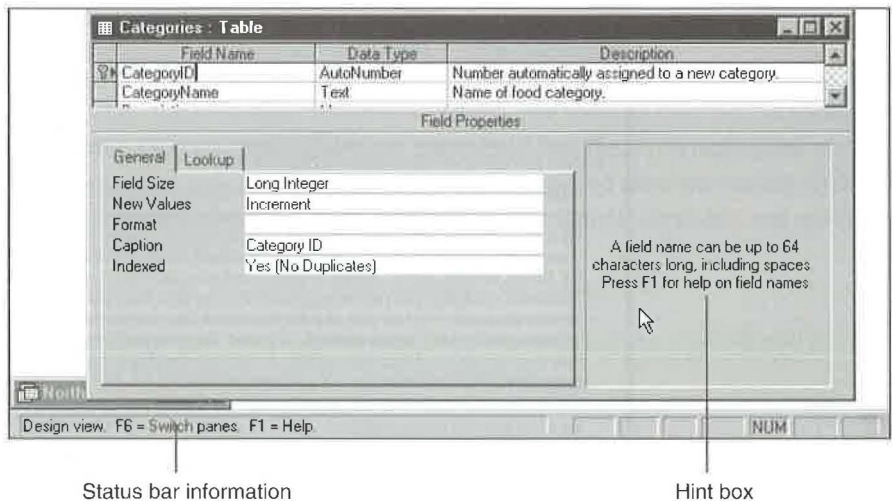 Categories : Table
Field Name Data Type Description
CategoryID AutoNumber Number automatically assigned to a new category.
CategoryName Text Name of food category.
Field Properties
General Lookup
Field Size Long Integer
New Values Increment
Format
Caption Category ID
Indexed Yes (No Duplicates)
A field name can be up to 64
characters long, including spaces
Press F1 for help on field names
North
Design view. F6 = Switch panes. F1 = Help.
NUM
Status bar information
Hint box